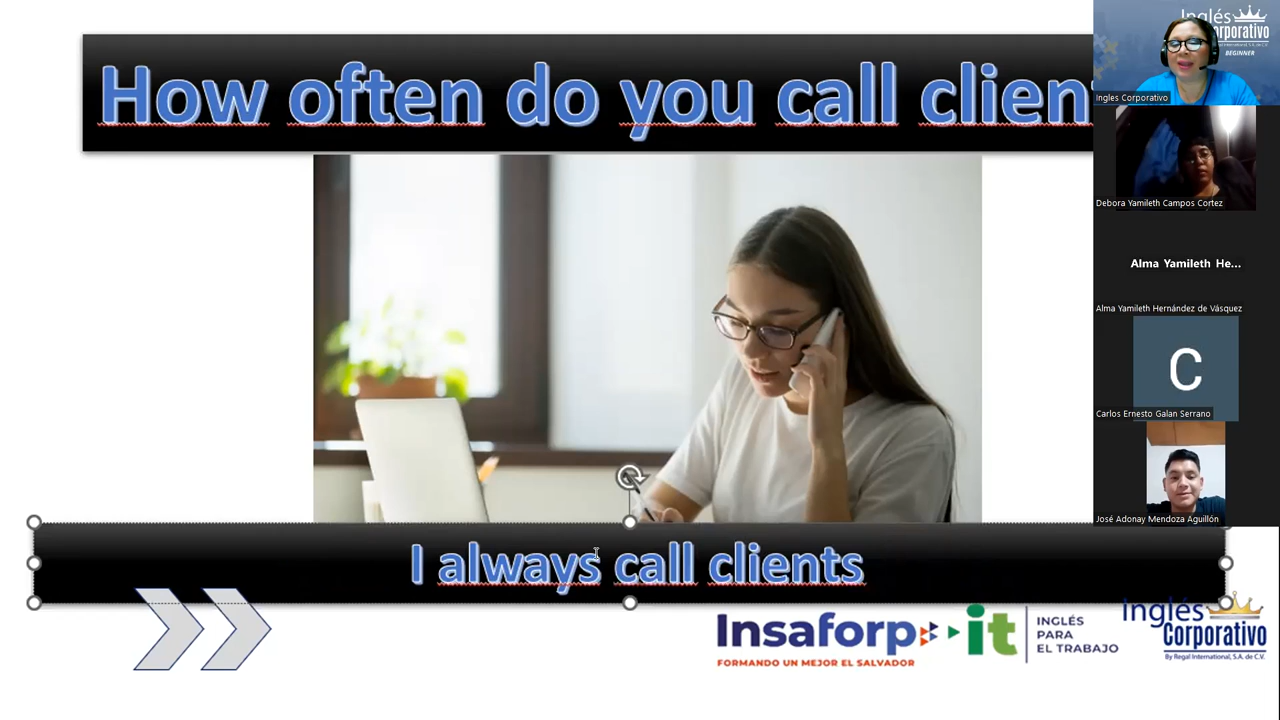 How often do you call clien
Inglés
Corporativo
BEGINNER
Ingles Corporativo
Debora Yamileth Campos Cortez
Alma Yamileth He...
Alma Yamileth Hernández de Vásquez
C
Carlos Ernesto Galan Serrano
José Adonay Mendoza Aguillón
I always call clients
Insaforp
FORMANDO UN MEJOR EL SALVADOR
it
INGLÉS
PARA
EL TRABAJO
Inglés
Corporativo
By Regal International, S.A. de C.V.